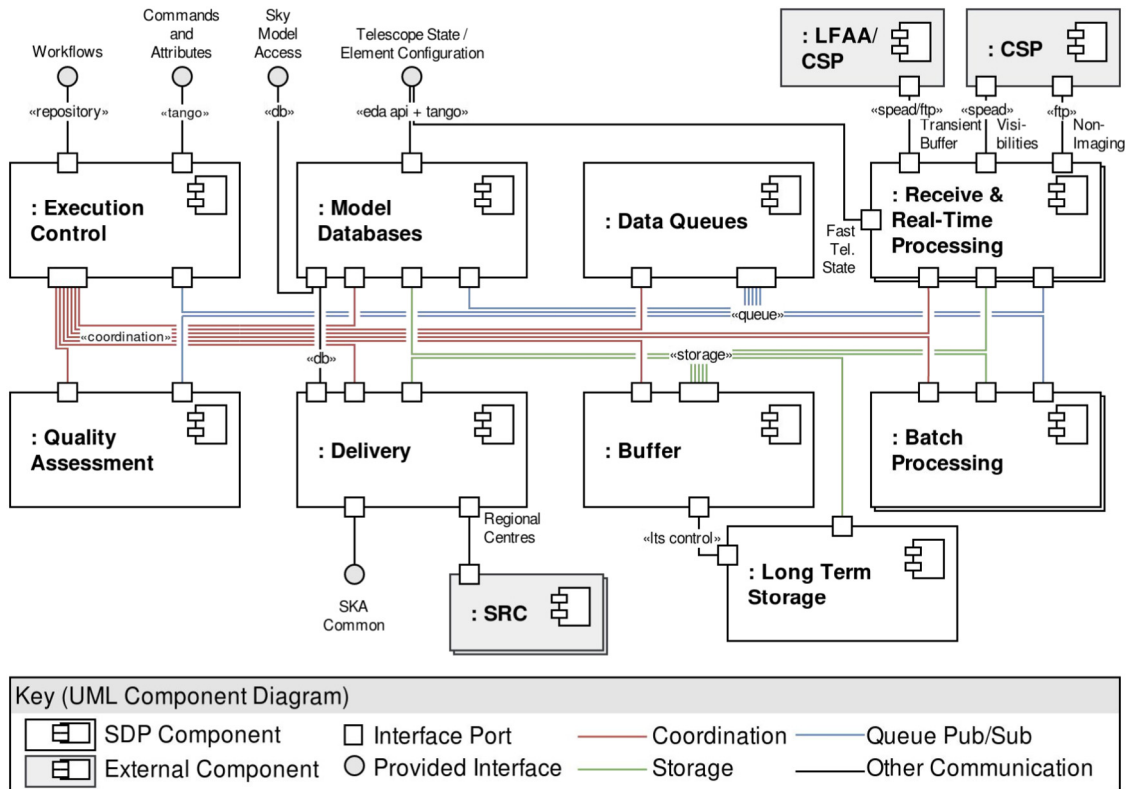 Workflows
Commands
and
Attributes
Sky
Model
Access
Telescope State /
Element Configuration
: LFAA/
CSP
: CSP
«repository»
«tango»
«db»
«eda api + tango»
«spead/ftp»
«spead»
«ftp»
Transient
Buffer
Visi-
bilities
Non-
Imaging
: Execution
Control
: Model
Databases
: Data Queues
: Receive &
Real-Time
Processing
Fast
Tel.
State
«queue»
«coordination»
«db»
«storage»
: Quality
Assessment
: Delivery
: Buffer
: Batch
Processing
Regional
Centres
«lts control»
: Long Term
Storage
: SRC
SKA
Common
Key (UML Component Diagram)
SDP Component
Interface Port
Coordination
Queue Pub/Sub
External Component
Provided Interface
Storage
Other Communication